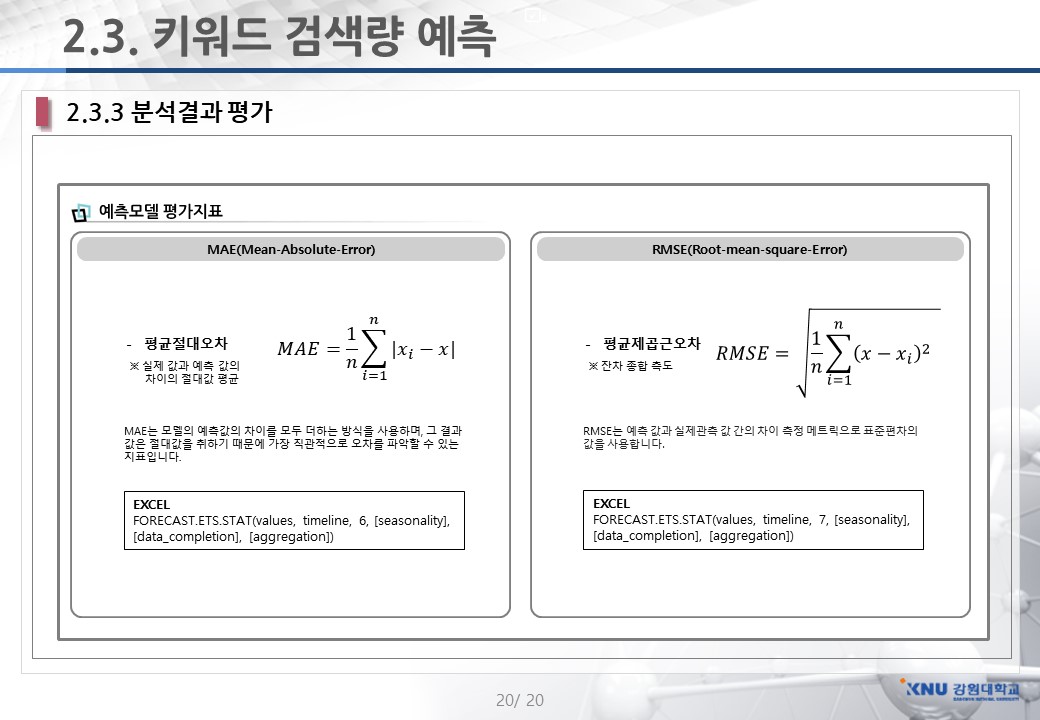 2.3. 키워드 검색량 예측
2.3.3 분석결과 평가
예측모델 평가지표
MAE(Mean-Absolute-Error)
- 평균절대오차
※ 실제 값과 예측 값의
차이의 절대값 평균
MAE = \frac{1}{n}\sum_{i=1}^{n}|x_i − x|
MAE는 모델의 예측값의 차이를 모두 더하는 방식을 사용하며, 그 결과
값은 절대값을 취하기 때문에 가장 직관적으로 오차를 파악할 수 있는
지표입니다.
EXCEL
FORECAST.ETS.STAT(values, timeline, 6, [seasonality],
[data_completion], [aggregation])
RMSE(Root-mean-square-Error)
- 평균제곱근오차
※ 잔차 종합 측도
RMSE = \sqrt{\frac{1}{n}\sum_{i=1}^{n}(x − x_i)^2}
RMSE는 예측 값과 실제관측 값 간의 차이 측정 메트릭으로 표준편차의
값을 사용합니다.
EXCEL
FORECAST.ETS.STAT(values, timeline, 7, [seasonality],
[data_completion], [aggregation])
20/ 20
KNU 강원대학교